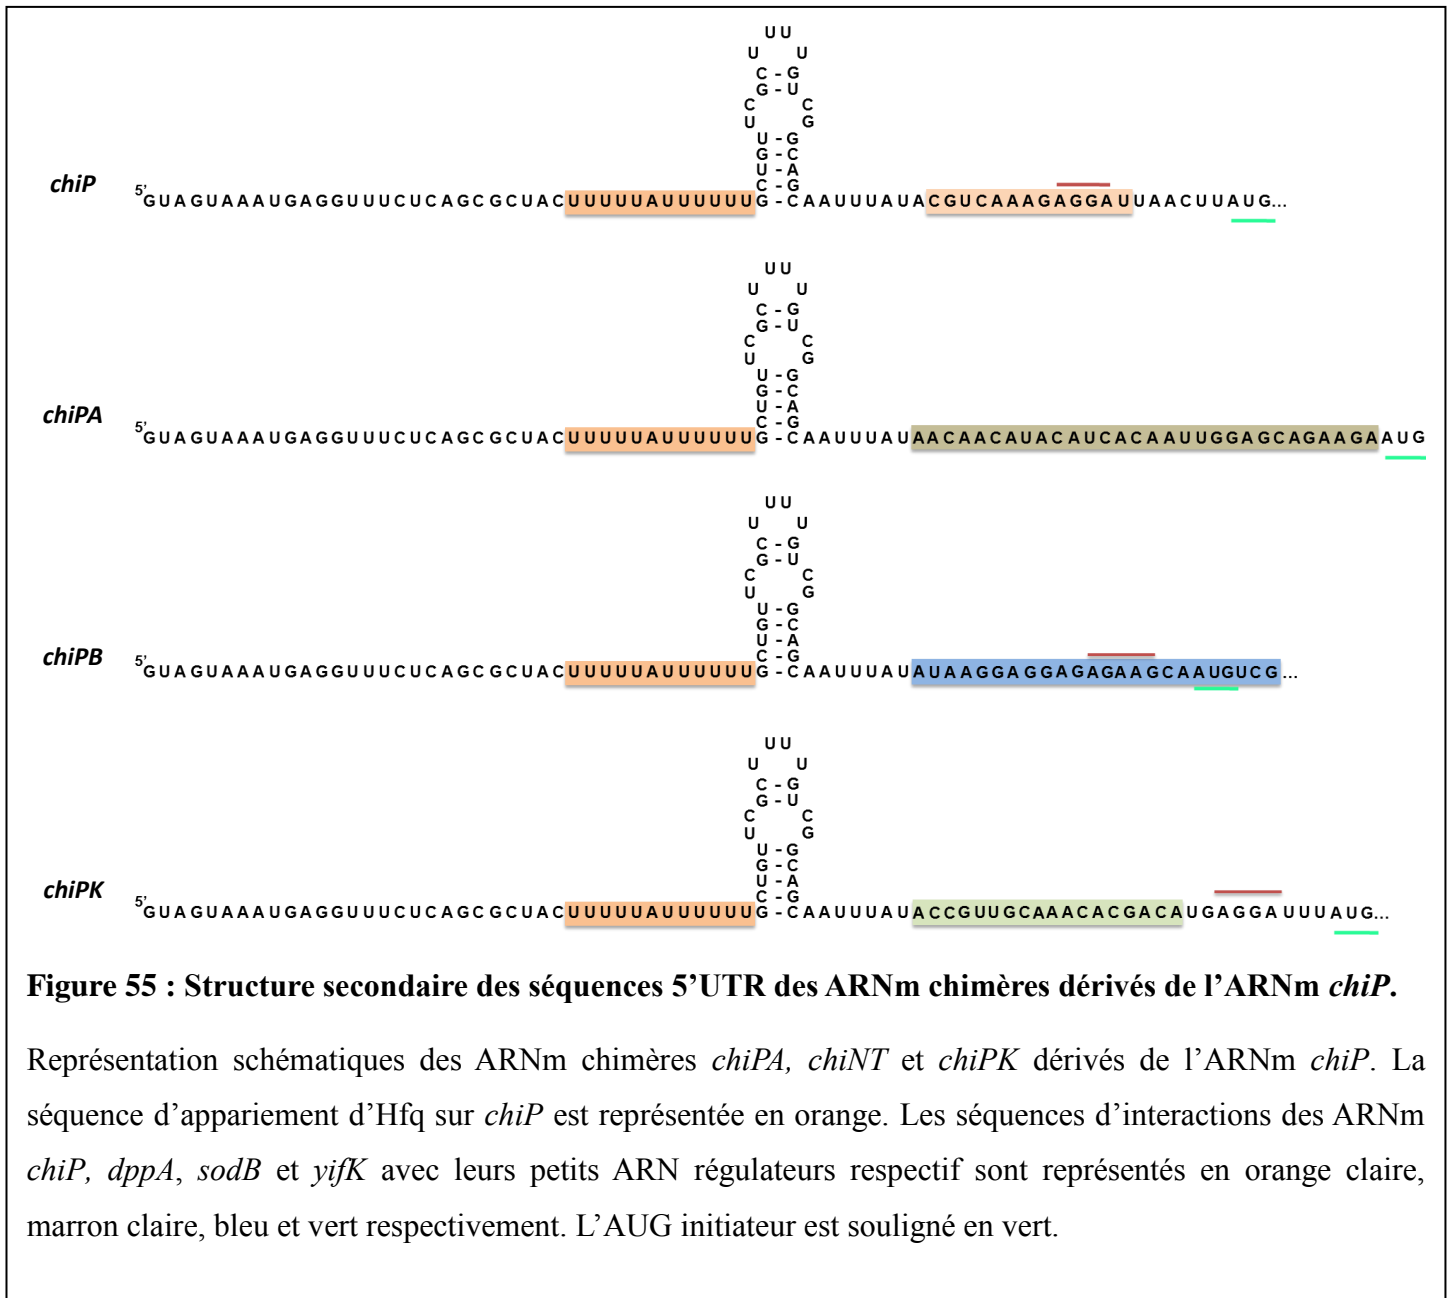 UU
U U
C - G
G - U
C C
U G
U - G
G - C
U - A
C - G
chiP 5' GUAGUAAAUGAGGUUUCUCAGCGCUACUUUUUAUUUUUUG - CAAUUUAUACGUCAAAGAGGAUUAACUUAUG...
UU
U U
C - G
G - U
C C
U G
U - G
G - C
U - A
C - G
chiPA 5' GUAGUAAAUGAGGUUUCUCAGCGCUACUUUUUAUUUUUUG - CAAUUUAUAACAACAUACAUCACAAUUGGAGCAGAAGAAUG
UU
U U
C - G
G - U
C C
U G
U - G
G - C
U - A
C - G
chiPB 5' GUAGUAAAUGAGGUUUCUCAGCGCUACUUUUUAUUUUUUG - CAAUUUAUAUAAGGAGGAGAGAAGCAAUGUCG...
UU
U U
C - G
G - U
C C
U G
U - G
G - C
U - A
C - G
chiPK 5' GUAGUAAAUGAGGUUUCUCAGCGCUACUUUUUAUUUUUUG - CAAUUUAUACCGUUGCAAACACGACAUGAGGAUUUAUG...
Figure 55 : Structure secondaire des séquences 5’UTR des ARNm chimères dérivés de l’ARNm chiP.
Représentation schématiques des ARNm chimères chiPA, chiNT et chiPK dérivés de l’ARNm chiP. La
séquence d’appariement d’Hfq sur chiP est représentée en orange. Les séquences d’interactions des ARNm
chiP, dppA, sodB et yifK avec leurs petits ARN régulateurs respectif sont représentés en orange claire,
marron claire, bleu et vert respectivement. L’AUG initiateur est souligné en vert.